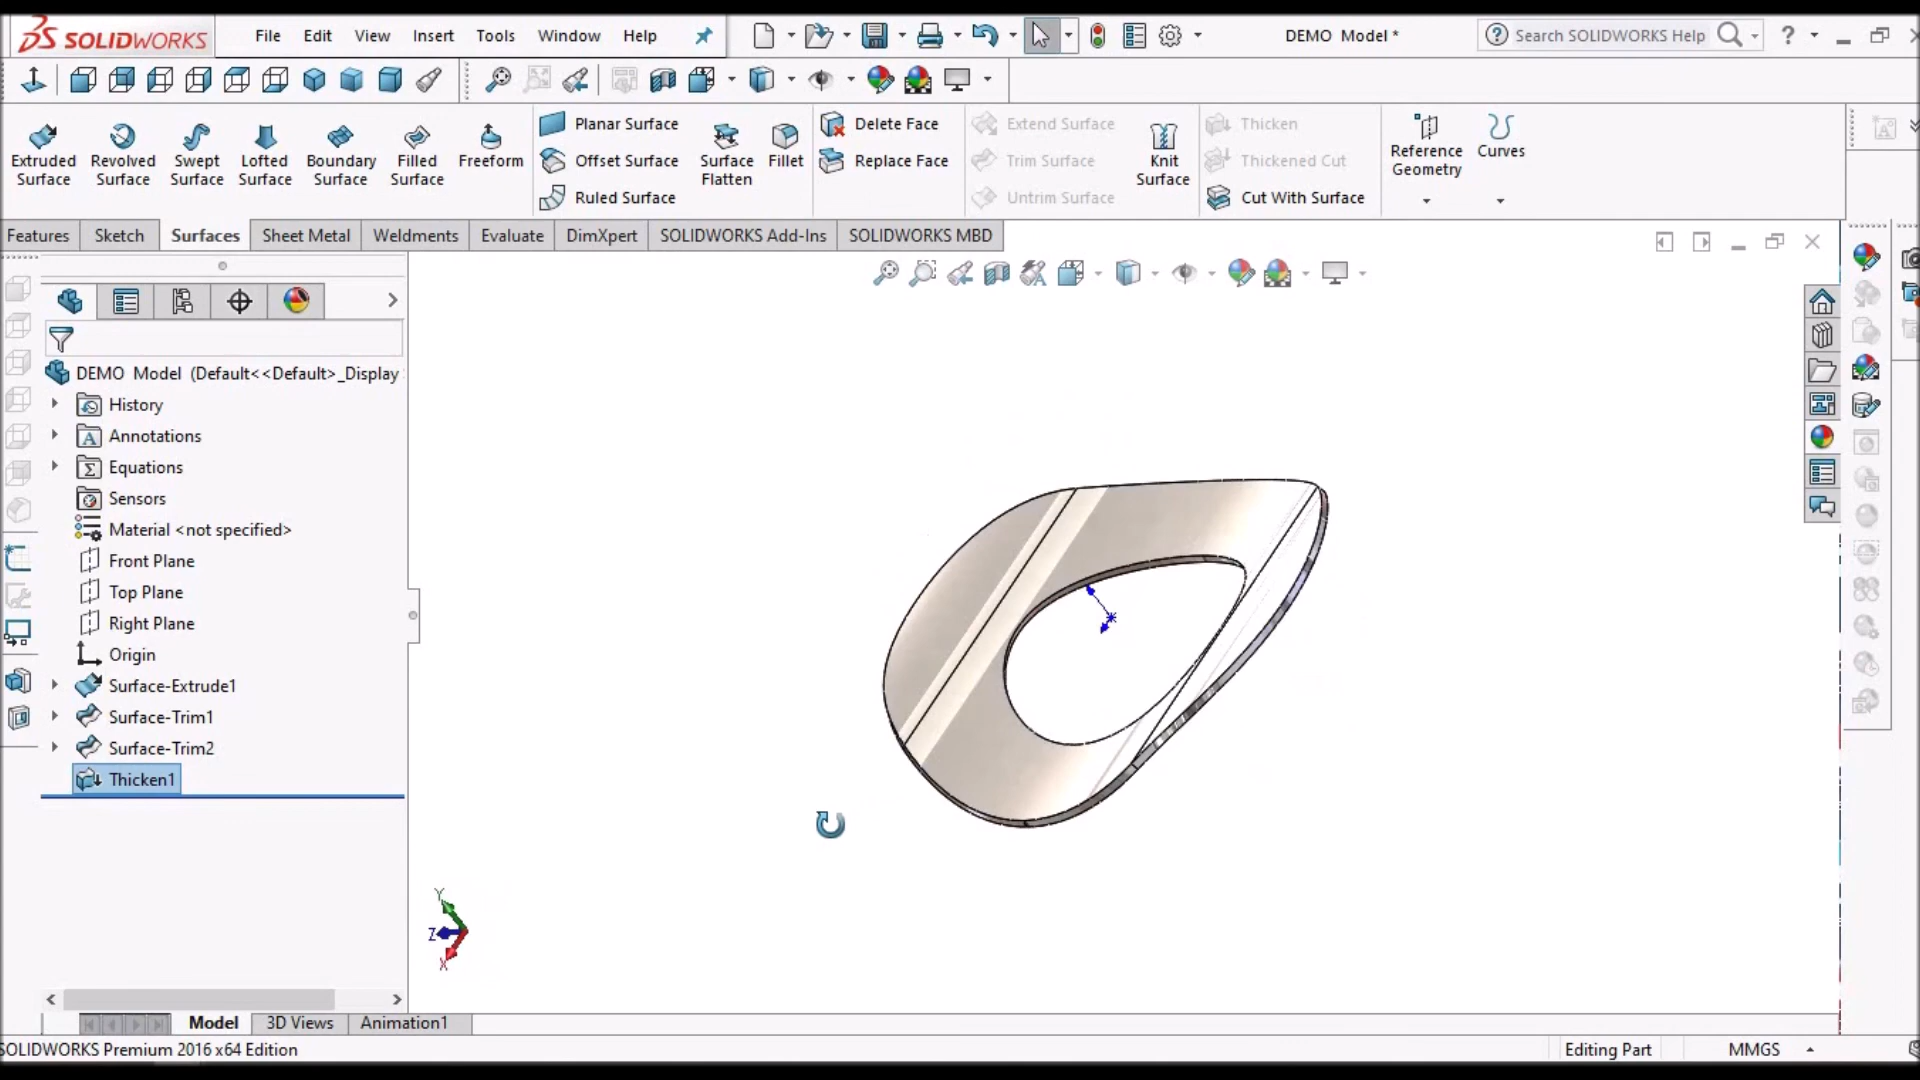 SOLIDWORKS File Edit View Insert Tools Window Help DEMO Model * Search SOLIDWORKS Help ?
Extruded Surface
Revolved Surface
Swept Surface
Lofted Surface
Boundary Surface
Filled Surface
Freeform
Planar Surface
Offset Surface
Ruled Surface
Surface Flatten
Fillet
Delete Face
Replace Face
Extend Surface
Trim Surface
Untrim Surface
Knit Surface
Thicken
Thickened Cut
Cut With Surface
Reference Geometry
Curves
Features Sketch Surfaces Sheet Metal Weldments Evaluate DimXpert SOLIDWORKS Add-Ins SOLIDWORKS MBD
DEMO Model (Default<<Default>_Display
History
Annotations
Equations
Sensors
Material <not specified>
Front Plane
Top Plane
Right Plane
Origin
Surface-Extrude1
Surface-Trim1
Surface-Trim2
Thicken1
Y
Z
X
Model 3D Views Animation1
SOLIDWORKS Premium 2016 x64 Edition Editing Part MMGS